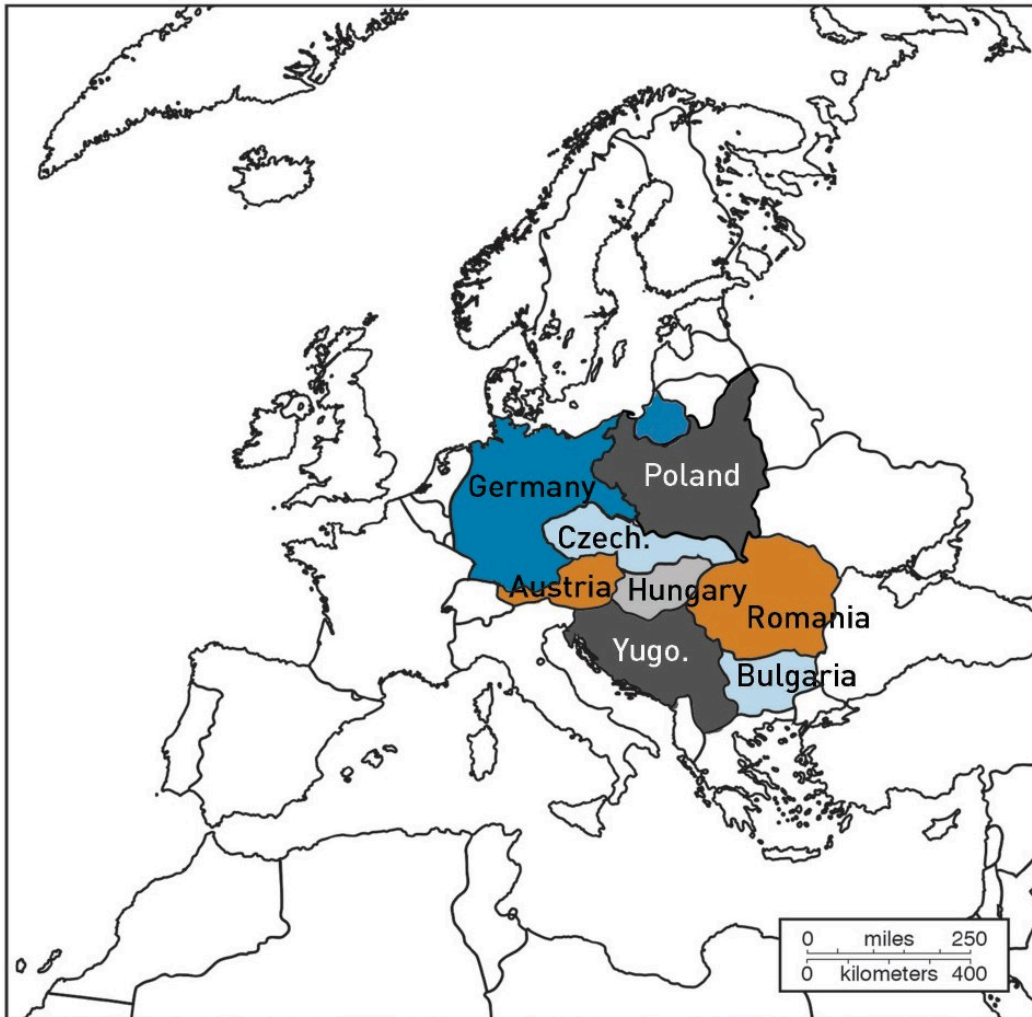 Poland
Germany
Czech.
Austria
Hungary
Romania
Yugo.
Bulgaria
0 miles 250
0 kilometers 400